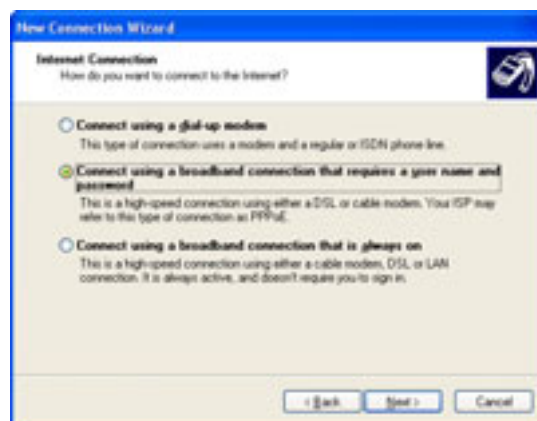 New Connection Wizard
Internet Connection
How do you want to connect to the Internet?
Connect using a dial-up modem
This type of connection uses a modem and a regular or ISDN phone line.
Connect using a broadband connection that requires a user name and
password
This is a high-speed connection using either a DSL or cable modem. Your ISP may
refer to this type of connection as PPPoE.
Connect using a broadband connection that is always on
This is a high-speed connection using either a cable modem, DSL or LAN
connection. It is always active, and doesn't require you to sign in.
< Back
Next >
Cancel